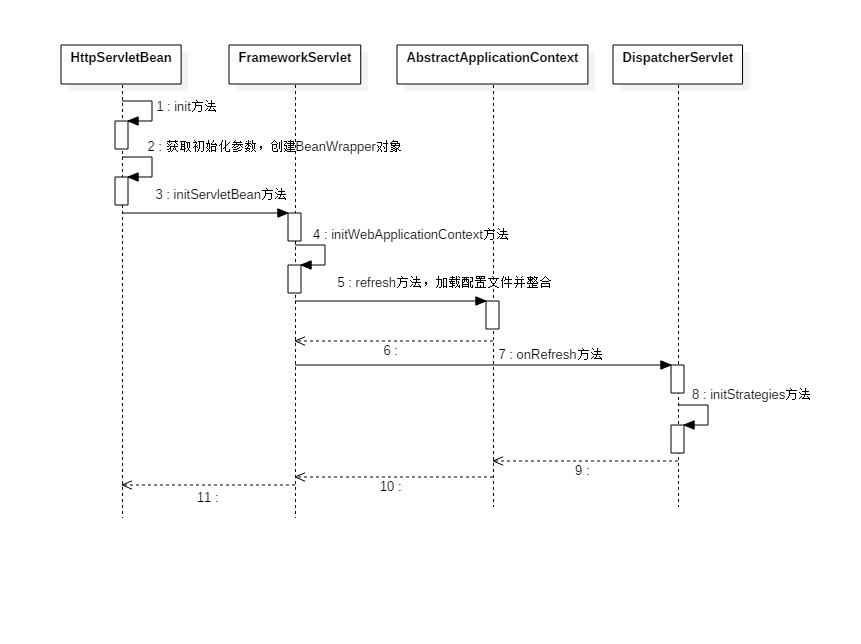 HttpServletBean
FrameworkServlet
AbstractApplicationContext
DispatcherServlet
1 : init方法
2 : 获取初始化参数，创建BeanWrapper对象
3 : initServletBean方法
4 : initWebApplicationContext方法
5 : refresh方法，加载配置文件并整合
6 :
7 : onRefresh方法
8 : initStrategies方法
9 :
10 :
11 :